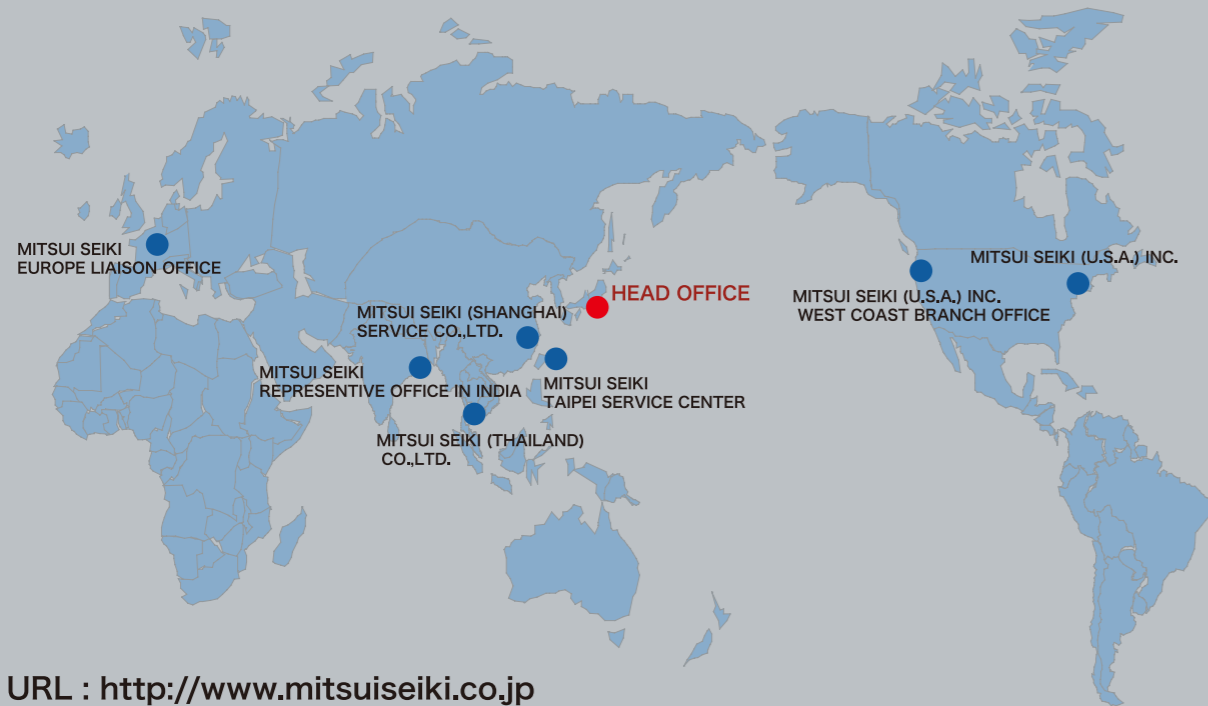 MITSUI SEIKI
EUROPE LIAISON OFFICE
MITSUI SEIKI (SHANGHAI)
SERVICE CO.,LTD.
HEAD OFFICE
MITSUI SEIKI
REPRESENTIVE OFFICE IN INDIA
MITSUI SEIKI
TAIPEI SERVICE CENTER
MITSUI SEIKI (THAILAND)
CO.,LTD.
MITSUI SEIKI (U.S.A.) INC.
WEST COAST BRANCH OFFICE
MITSUI SEIKI (U.S.A.) INC.
URL : http://www.mitsuiseiki.co.jp